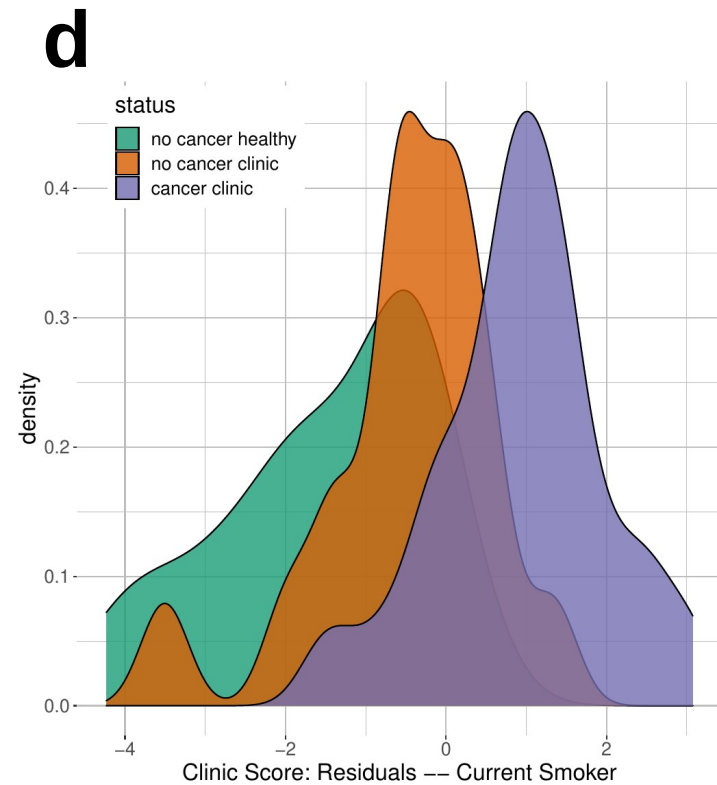 d
status
no cancer healthy
no cancer clinic
cancer clinic
density
0.4
0.3
0.2
0.1
0.0
−4 −2 0 2
Clinic Score: Residuals −− Current Smoker